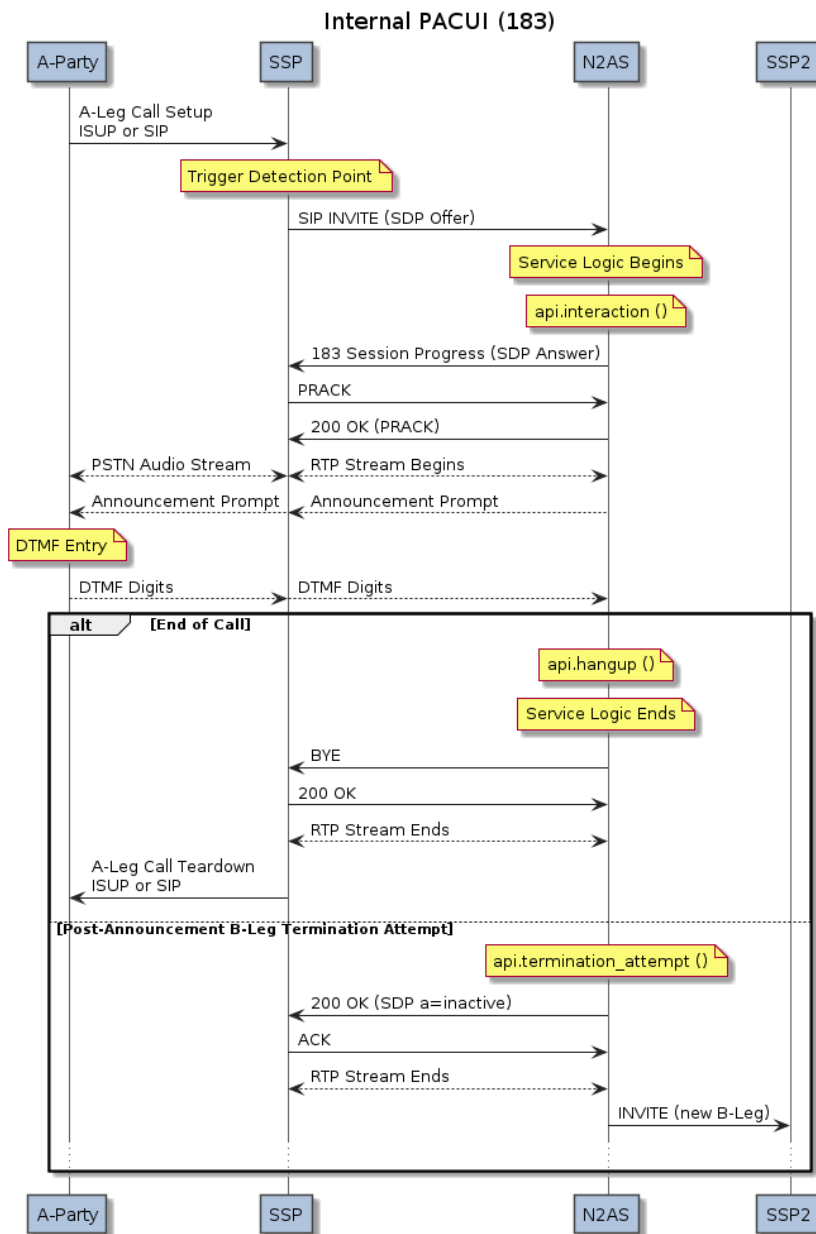 Internal PACUI (183)
A-Party
SSP
N2AS
SSP2
A-Leg Call Setup
ISUP or SIP
Trigger Detection Point
SIP INVITE (SDP Offer)
Service Logic Begins
api.interaction ()
183 Session Progress (SDP Answer)
PRACK
200 OK (PRACK)
PSTN Audio Stream
RTP Stream Begins
Announcement Prompt
Announcement Prompt
DTMF Entry
DTMF Digits
DTMF Digits
alt
[End of Call]
api.hangup ()
Service Logic Ends
BYE
200 OK
RTP Stream Ends
A-Leg Call Teardown
ISUP or SIP
[Post-Announcement B-Leg Termination Attempt]
api.termination_attempt ()
200 OK (SDP a=inactive)
ACK
RTP Stream Ends
INVITE (new B-Leg)
A-Party
SSP
N2AS
SSP2